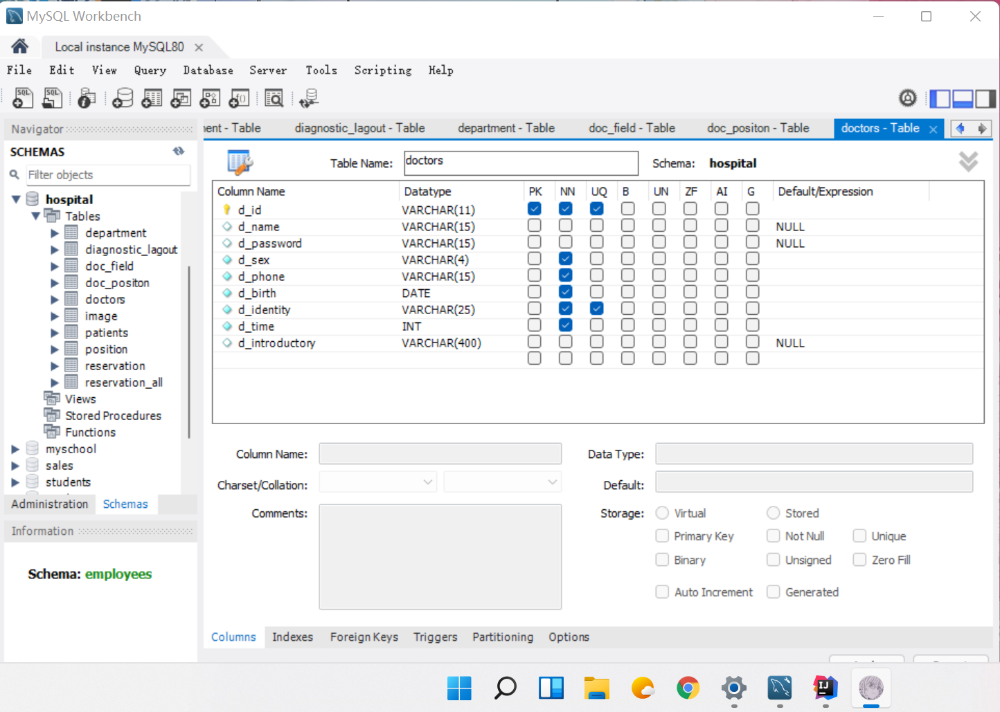 MySQL Workbench
Local instance MySQL80
File Edit View Query Database Server Tools Scripting Help
Navigator
SCHEMAS
Filter objects
hospital
Tables
department
diagnostic_lagout
doc_field
doc_positon
doctors
image
patients
position
reservation
reservation_all
Views
Stored Procedures
Functions
myschool
sales
students
Administration Schemas
Information
Schema: employees
ent - Table diagnostic_lagout - Table department - Table doc_field - Table doc_positon - Table doctors - Table
Table Name: doctors Schema: hospital
Column Name Datatype PK NN UQ B UN ZF AI G Default/Expression
d_id VARCHAR(11)
d_name VARCHAR(15) NULL
d_password VARCHAR(15) NULL
d_sex VARCHAR(4)
d_phone VARCHAR(15)
d_birth DATE
d_identity VARCHAR(25)
d_time INT
d_introductory VARCHAR(400) NULL
Column Name: Data Type:
Charset/Collation: Default:
Comments: Storage: Virtual Stored
Primary Key Not Null Unique
Binary Unsigned Zero Fill
Auto Increment Generated
Columns Indexes Foreign Keys Triggers Partitioning Options